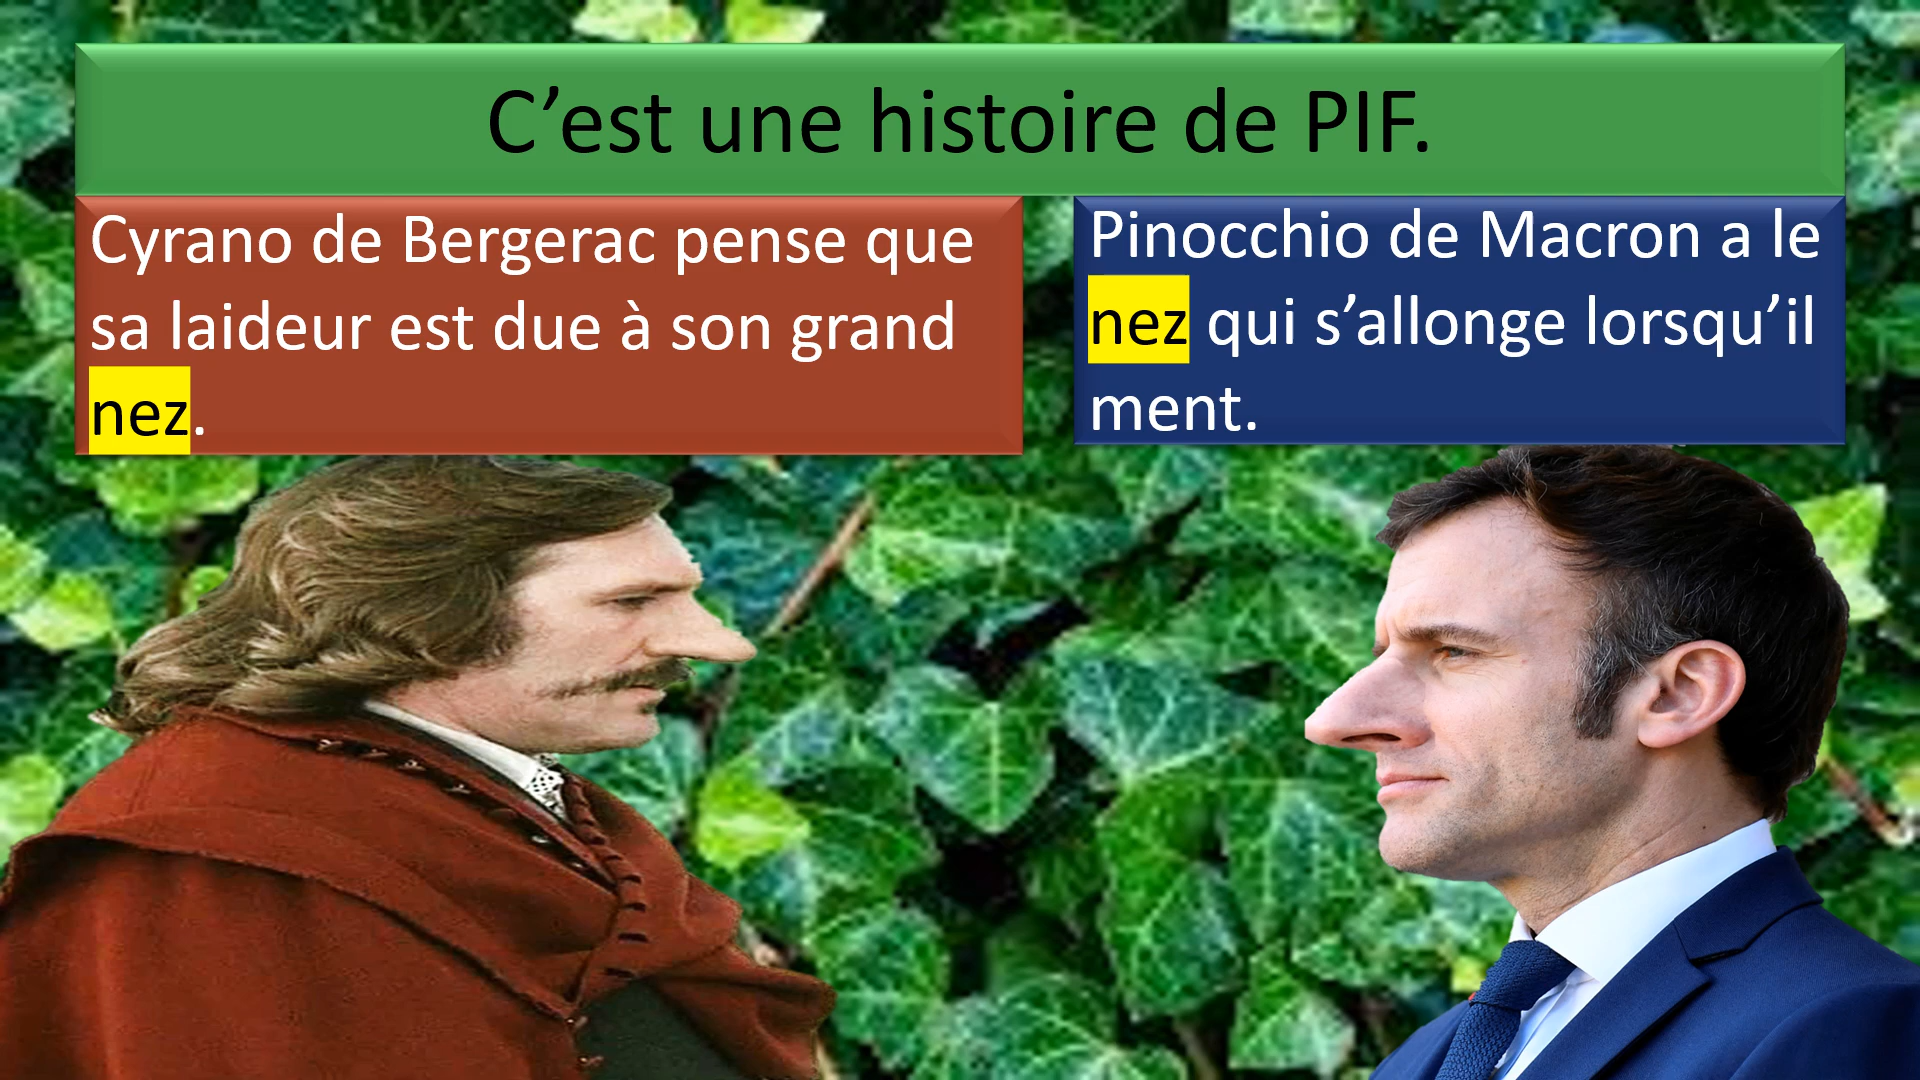 C’est une histoire de PIF.
Cyrano de Bergerac pense que
sa laideur est due à son grand
nez.
Pinocchio de Macron a le
nez qui s’allonge lorsqu’il
ment.